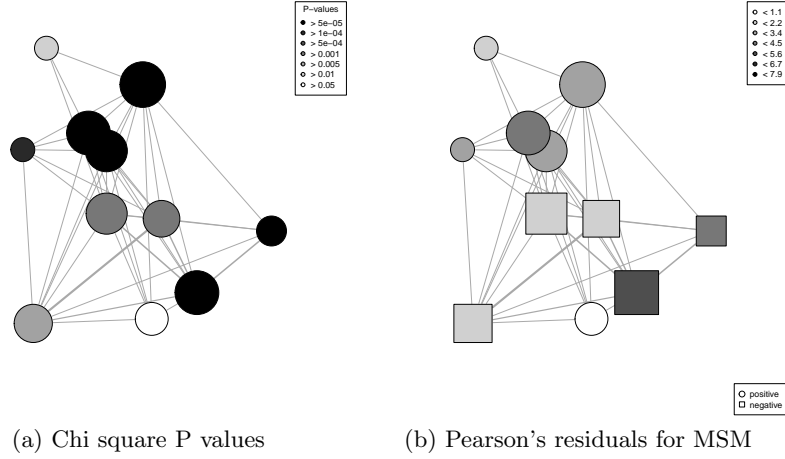 P-values
> 5e-05
> 1e-04
> 5e-04
> 0.001
> 0.005
> 0.01
> 0.05
< 1.1
< 2.2
< 3.4
< 4.5
< 5.6
< 6.7
< 7.9
positive
negative
(a) Chi square P values
(b) Pearson's residuals for MSM